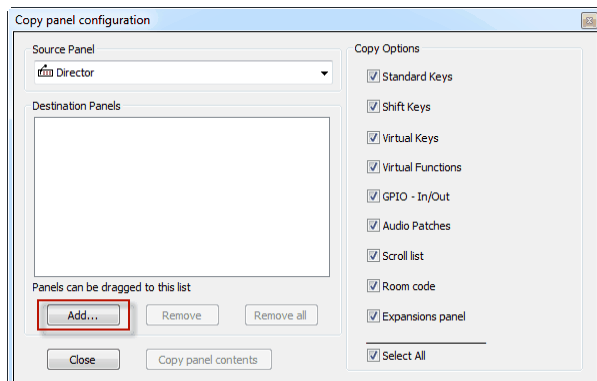 Copy panel configuration
Source Panel
Director
Destination Panels
Panels can be dragged to this list
Add...
Remove
Remove all
Close
Copy panel contents
Copy Options
Standard Keys
Shift Keys
Virtual Keys
Virtual Functions
GPIO - In/Out
Audio Patches
Scroll list
Room code
Expansions panel
Select All